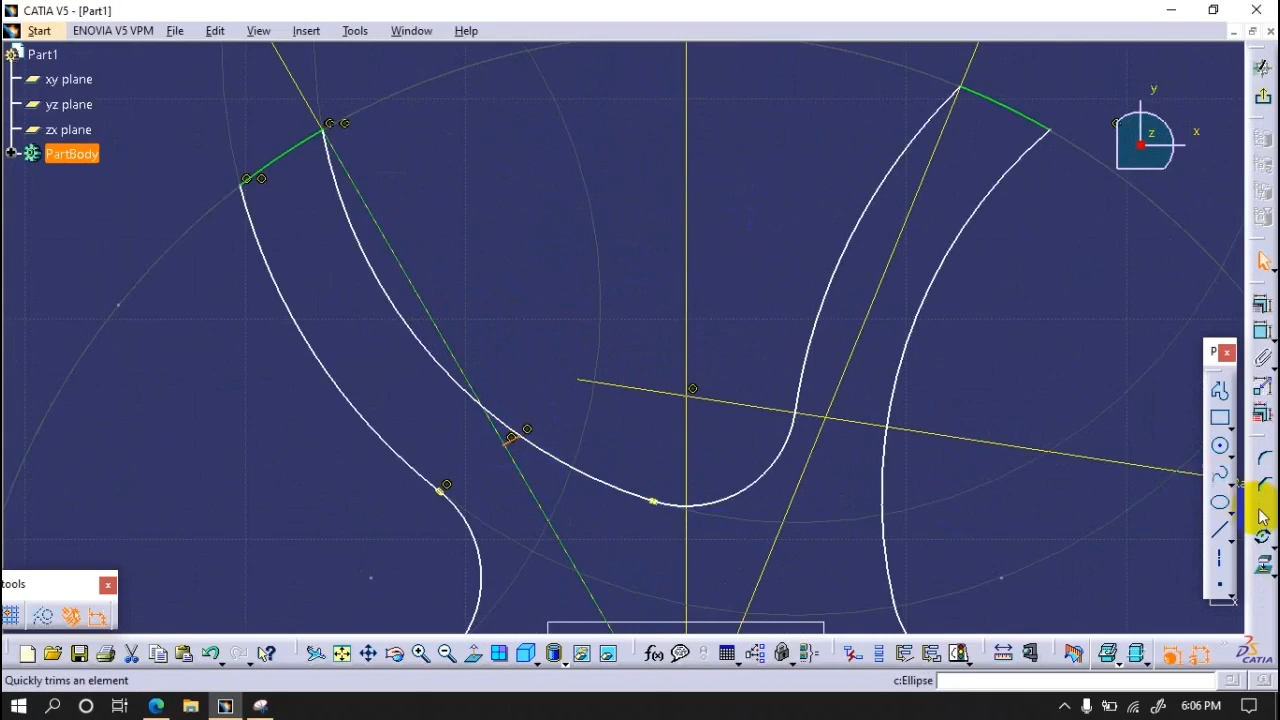 CATIA V5 - [Part1]
Start ENOVIA V5 VPM File Edit View Insert Tools Window Help
Part1
xy plane
yz plane
zx plane
PartBody
y
z
x
P
tools
f(x)
CATIA
Quickly trims an element
c:Ellipse
6:06 PM